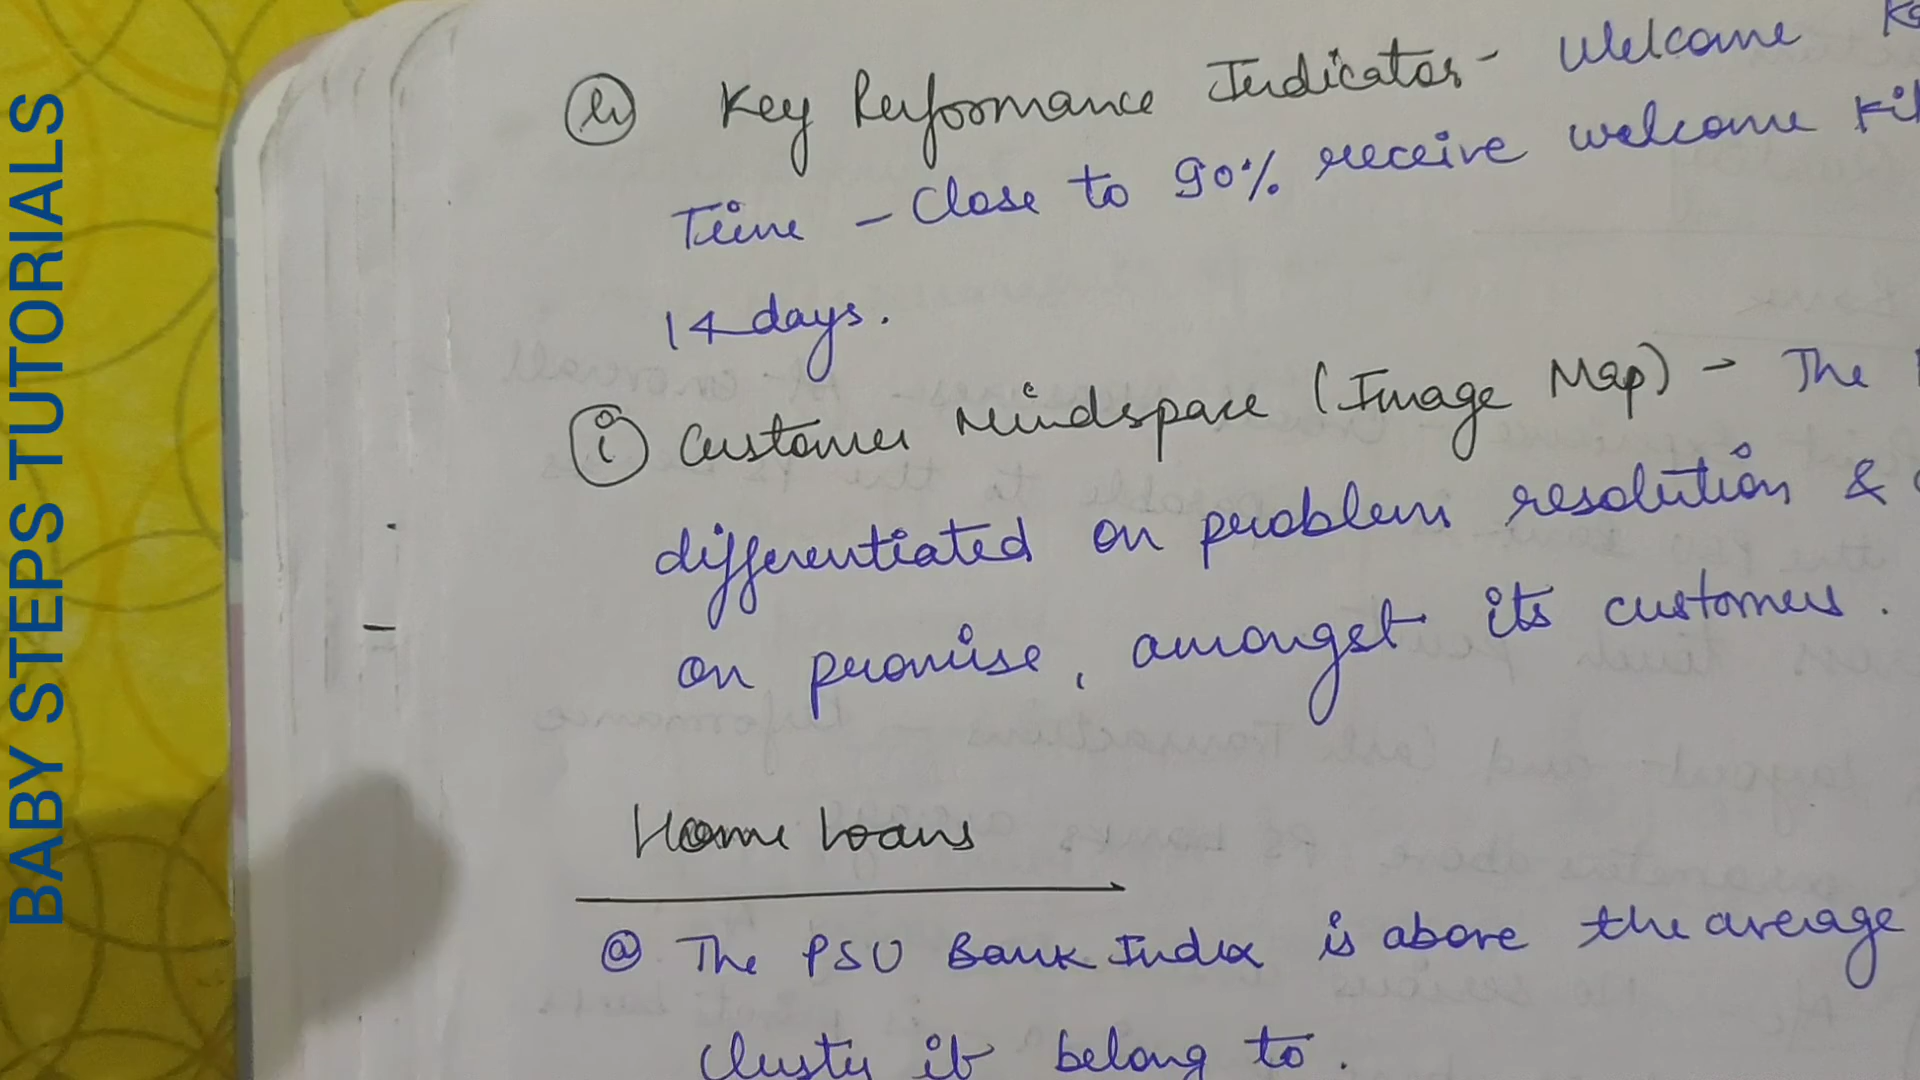 BABY STEPS TUTORIALS
(h) Key Performance Indicator - Welcome
Time - Close to 90% receive welcome Kit
14 days.
(i) Customer Mindspace (Image Map) - The
differentiated on problem resolution &
on promise, amongst its customers.
Home Loans
(a) The PSU Bank Index is above the average
it belong to.